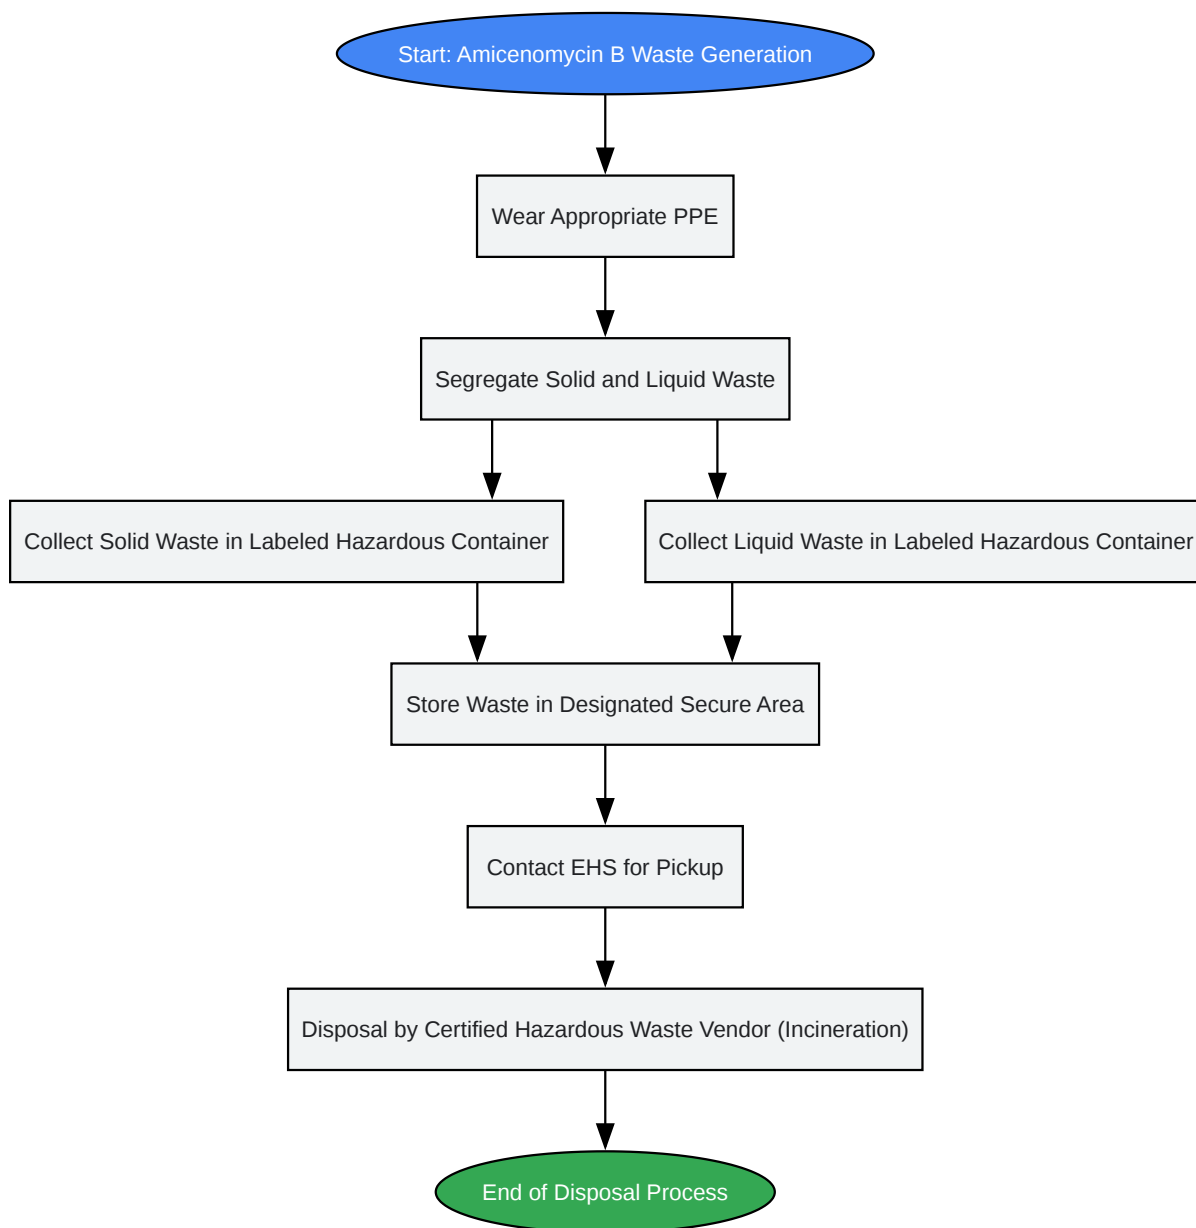 Start: Amicenomycin B Waste Generation
Wear Appropriate PPE
Segregate Solid and Liquid Waste
Collect Solid Waste in Labeled Hazardous Container
Collect Liquid Waste in Labeled Hazardous Container
Store Waste in Designated Secure Area
Contact EHS for Pickup
Disposal by Certified Hazardous Waste Vendor (Incineration)
End of Disposal Process